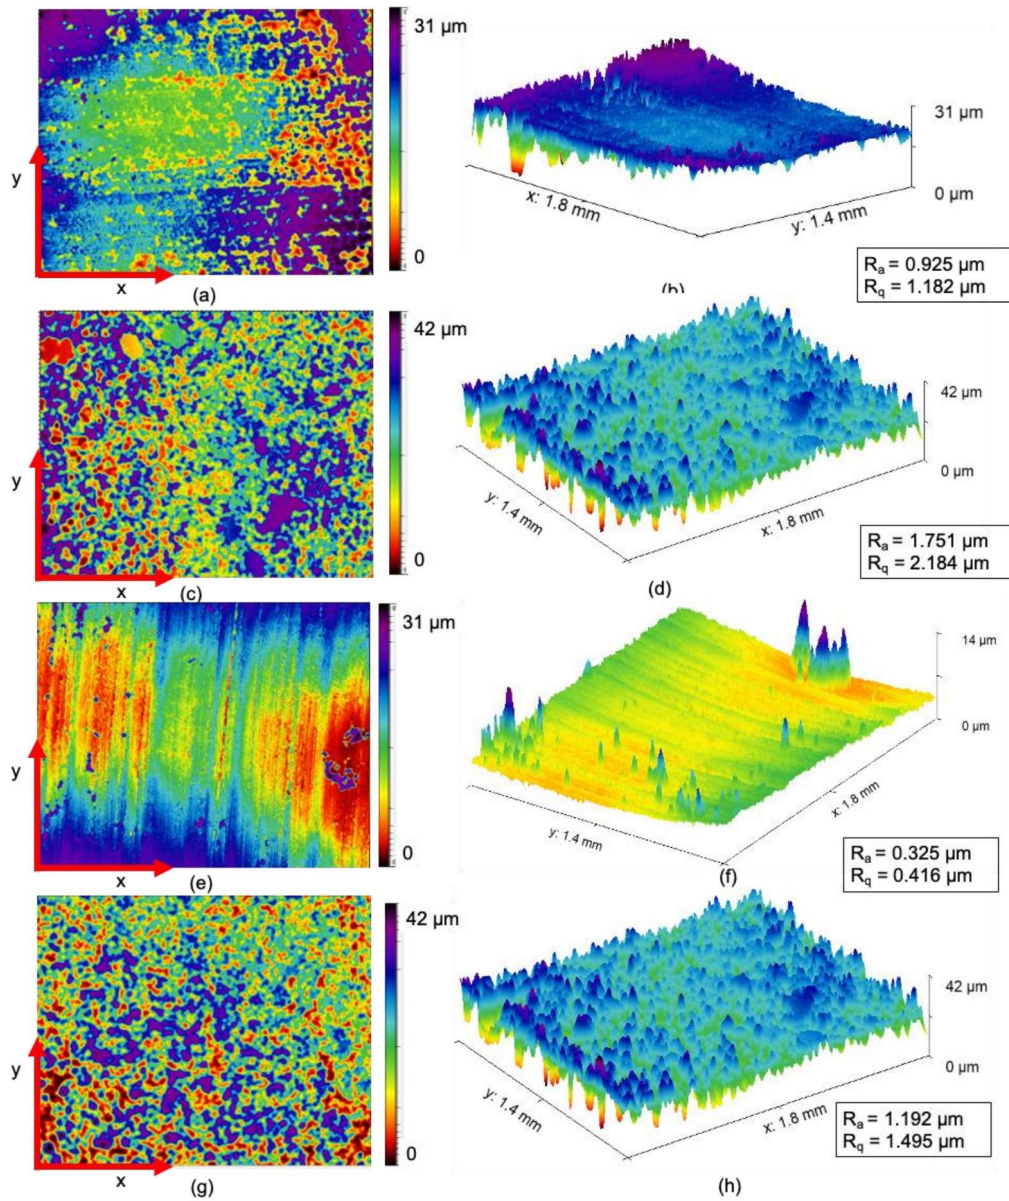 31 µm
0
y
x
(a)
31 µm
0 µm
x: 1.8 mm
y: 1.4 mm
(b)
Ra = 0.925 µm
Rq = 1.182 µm
42 µm
0
y
x
(c)
42 µm
0 µm
y: 1.4 mm
x: 1.8 mm
(d)
Ra = 1.751 µm
Rq = 2.184 µm
31 µm
0
y
x
(e)
14 µm
0 µm
y: 1.4 mm
x: 1.8 mm
(f)
Ra = 0.325 µm
Rq = 0.416 µm
42 µm
0
y
x
(g)
42 µm
0 µm
y: 1.4 mm
x: 1.8 mm
(h)
Ra = 1.192 µm
Rq = 1.495 µm